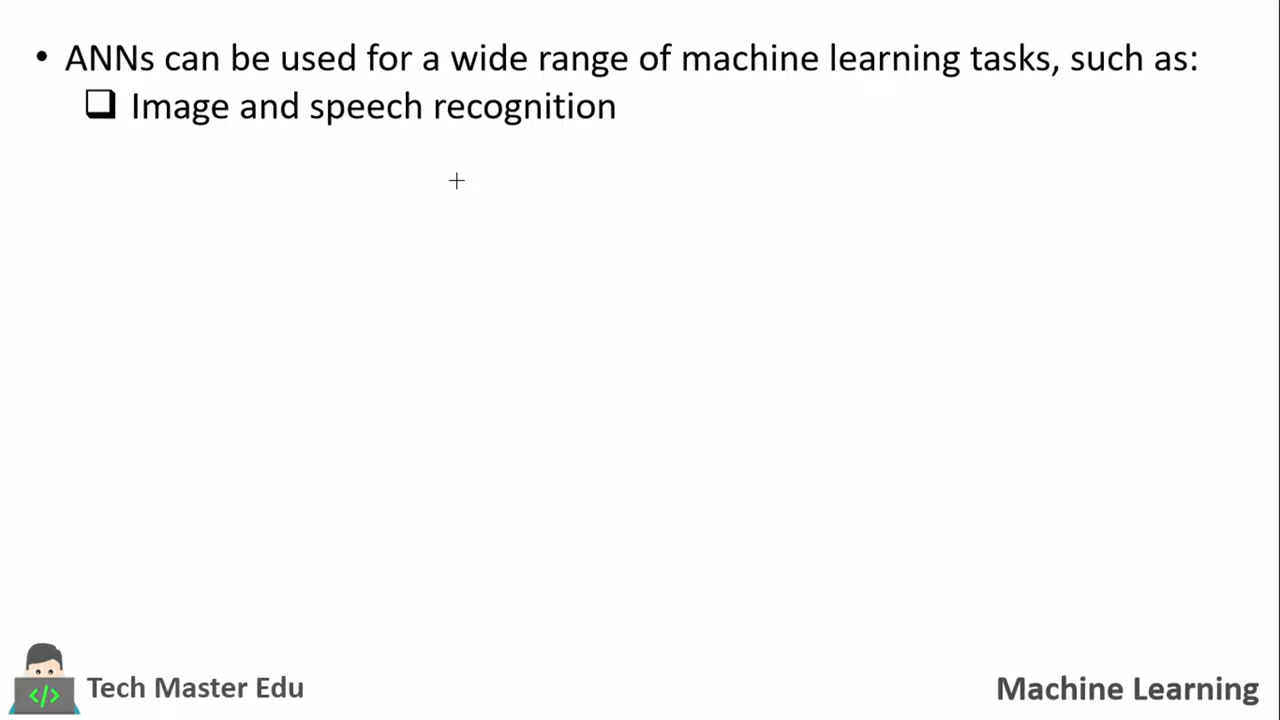 • ANNs can be used for a wide range of machine learning tasks, such as:
❑ Image and speech recognition
</> Tech Master Edu
Machine Learning